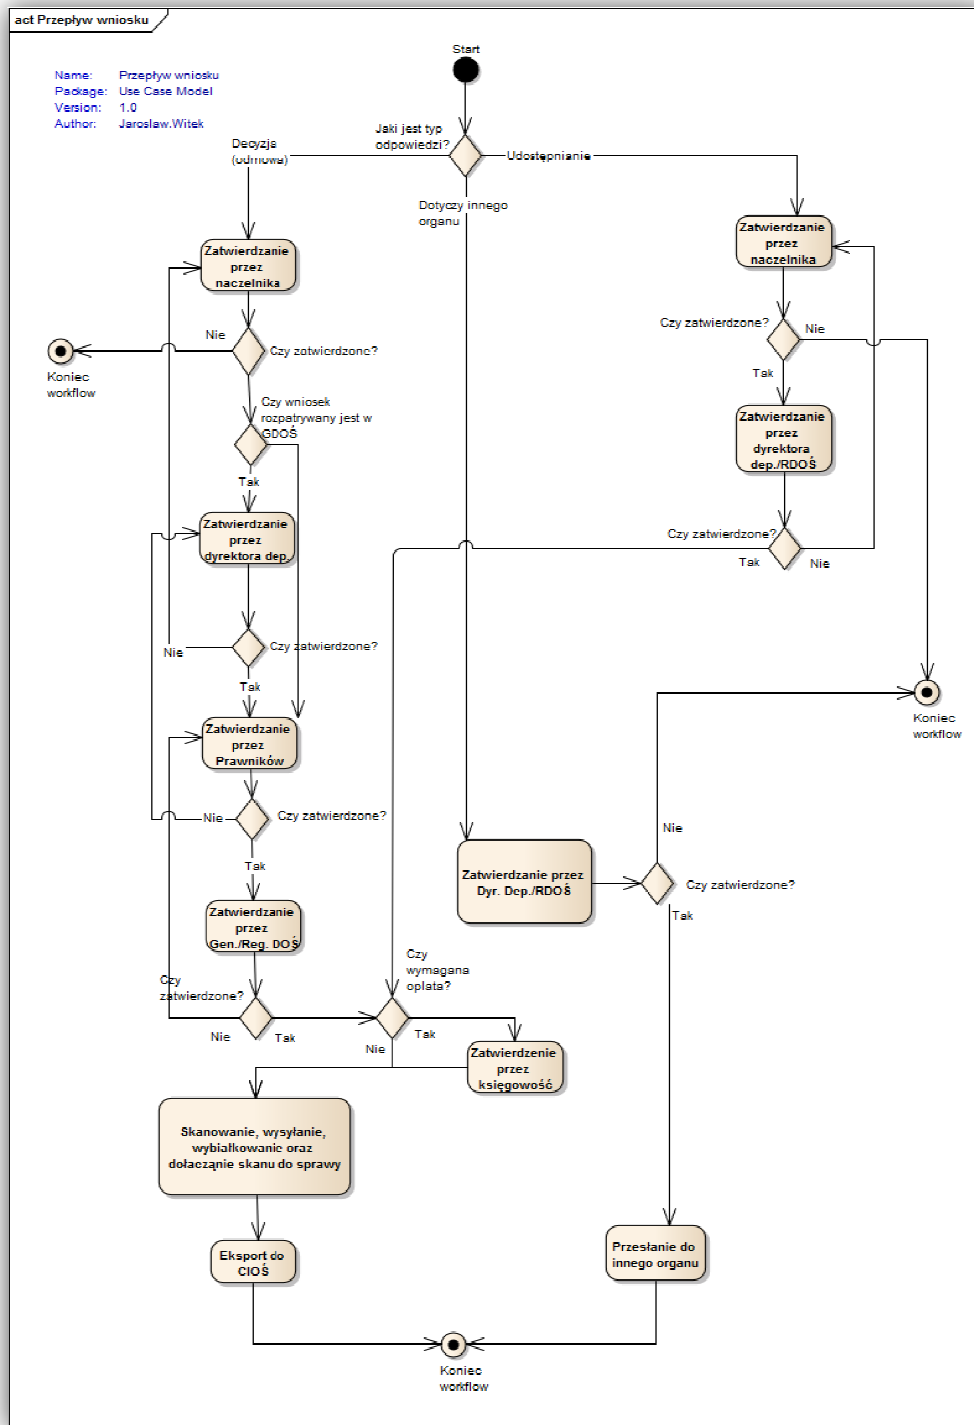 act Przepływ wniosku
Name: Przepływ wniosku
Package: Use Case Model
Version: 1.0
Author: Jaroslaw.Witek
Start
Jaki jest typ
odpowiedzi?
Decyzja
(odmowa)
Udostępnianie
Dotyczy innego
organu
Zatwierdzanie
przez
naczelnika
Zatwierdzanie
przez
naczelnika
Nie
Czy zatwierdzone?
Koniec
workflow
Czy zatwierdzone?
Nie
Tak
Czy wniosek
rozpatrywany jest w
GDOŚ
Tak
Zatwierdzanie
przez
dyrektora dep./RDOŚ
Zatwierdzanie
przez
dyrektora dep.
Czy zatwierdzone?
Tak
Nie
Czy zatwierdzone?
Nie
Tak
Zatwierdzanie
przez
Prawników
Koniec
workflow
Nie
Czy zatwierdzone?
Tak
Nie
Zatwierdzanie przez
Dyr. Dep./RDOŚ
Czy zatwierdzone?
Tak
Zatwierdzanie
przez
Gen./Reg. DOŚ
Czy
zatwierdzone?
Nie
Tak
Czy
wymagana
opłata?
Tak
Nie
Zatwierdzenie
przez
księgowość
Skanowanie, wysyłanie,
wybiałkowanie oraz
dołacząnie skanu do sprawy
Eksport do
CIOŚ
Przesłanie do
innego organu
Koniec
workflow